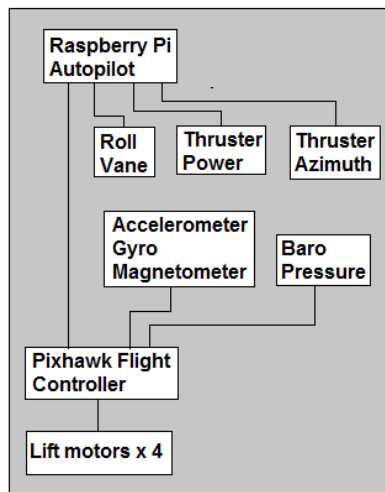 Raspberry Pi
Autopilot
Roll
Vane
Thruster
Power
Thruster
Azimuth
Accelerometer
Gyro
Magnetometer
Baro
Pressure
Pixhawk Flight
Controller
Lift motors x 4